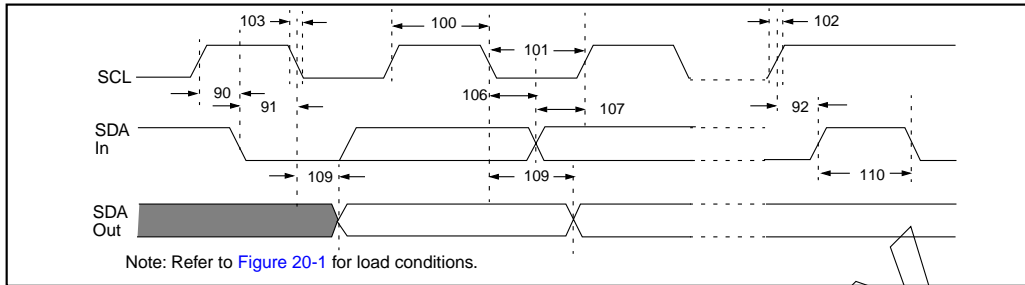 103
100
102
101
SCL
106
107
90
91
92
SDA
In
109
109
110
SDA
Out
Note: Refer to Figure 20-1 for load conditions.